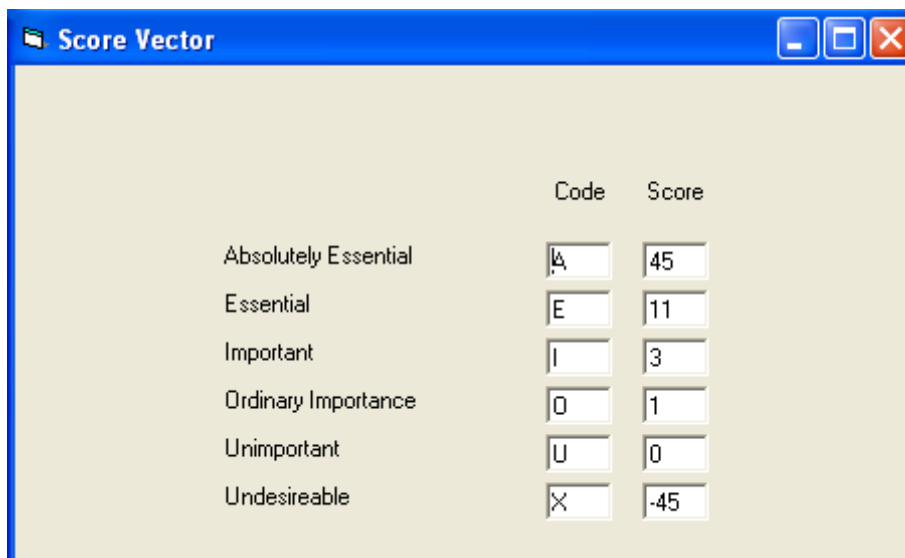 Score Vector
Code Score
Absolutely Essential A 45
Essential E 11
Important I 3
Ordinary Importance O 1
Unimportant U 0
Undesireable X -45